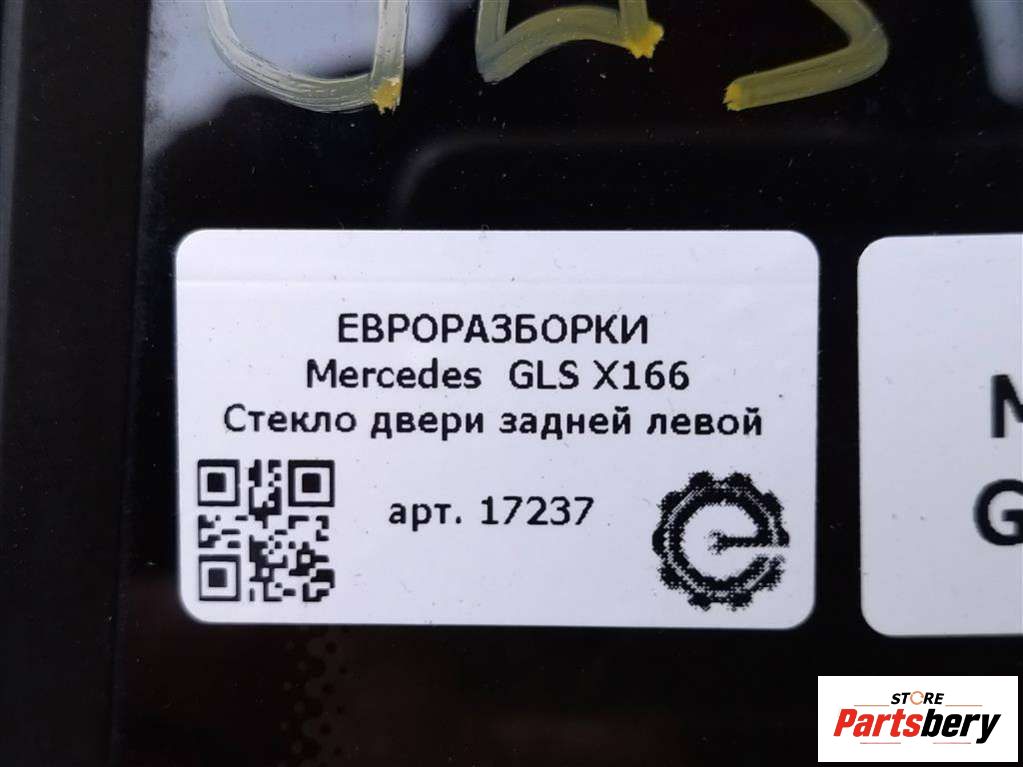 ЕВРОРАЗБОРКИ
Mercedes GLS X166
Стекло двери задней левой
арт. 17237
STORE
Partsbery